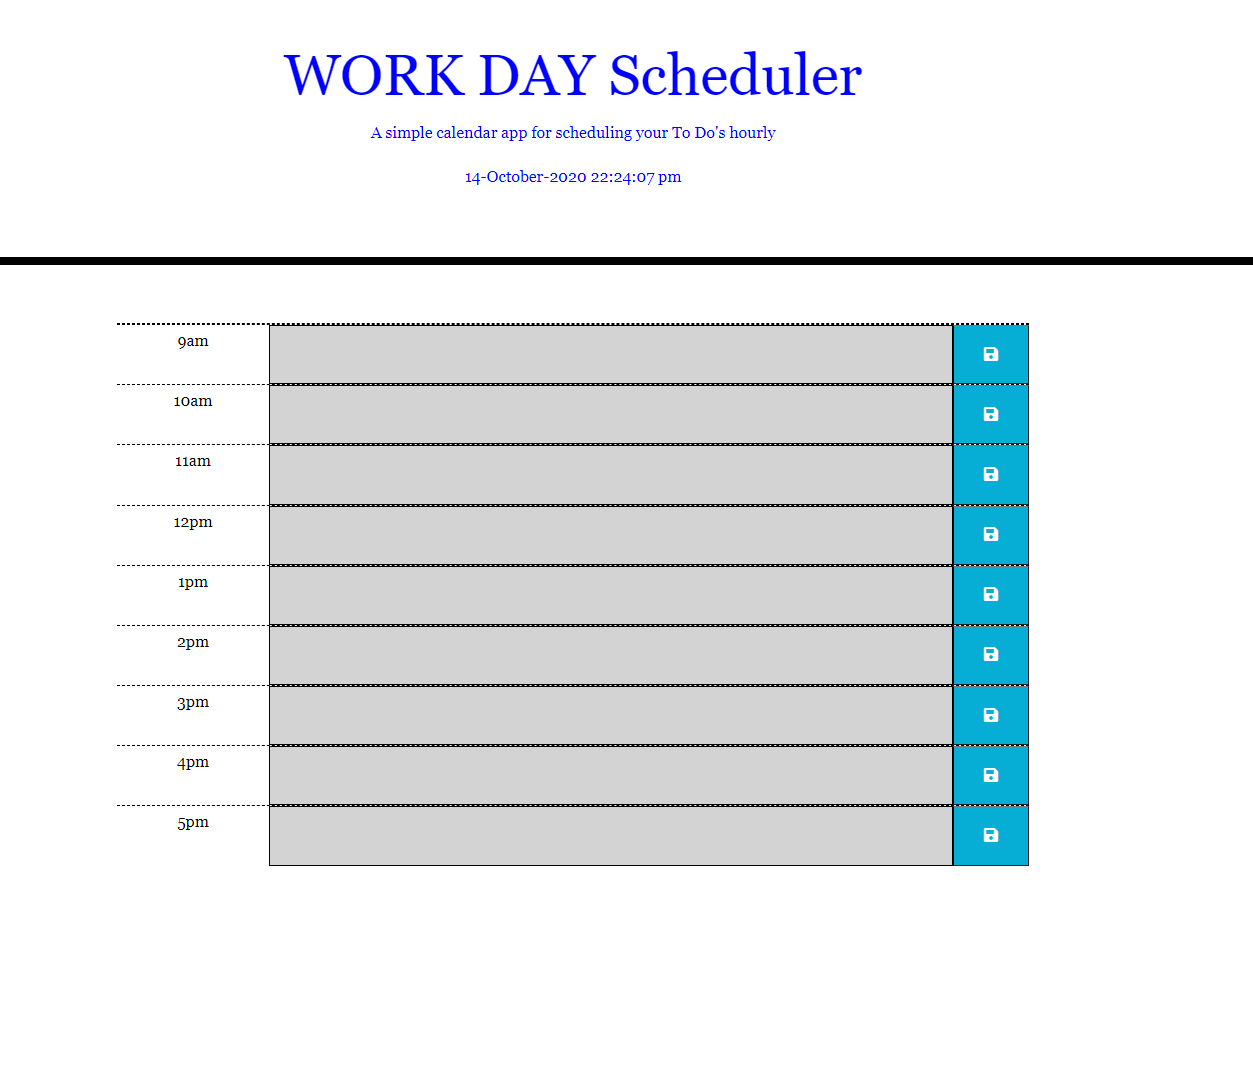 WORK DAY Scheduler
A simple calendar app for scheduling your To Do's hourly
14-October-2020 22:24:07 pm
9am
10am
11am
12pm
1pm
2pm
3pm
4pm
5pm